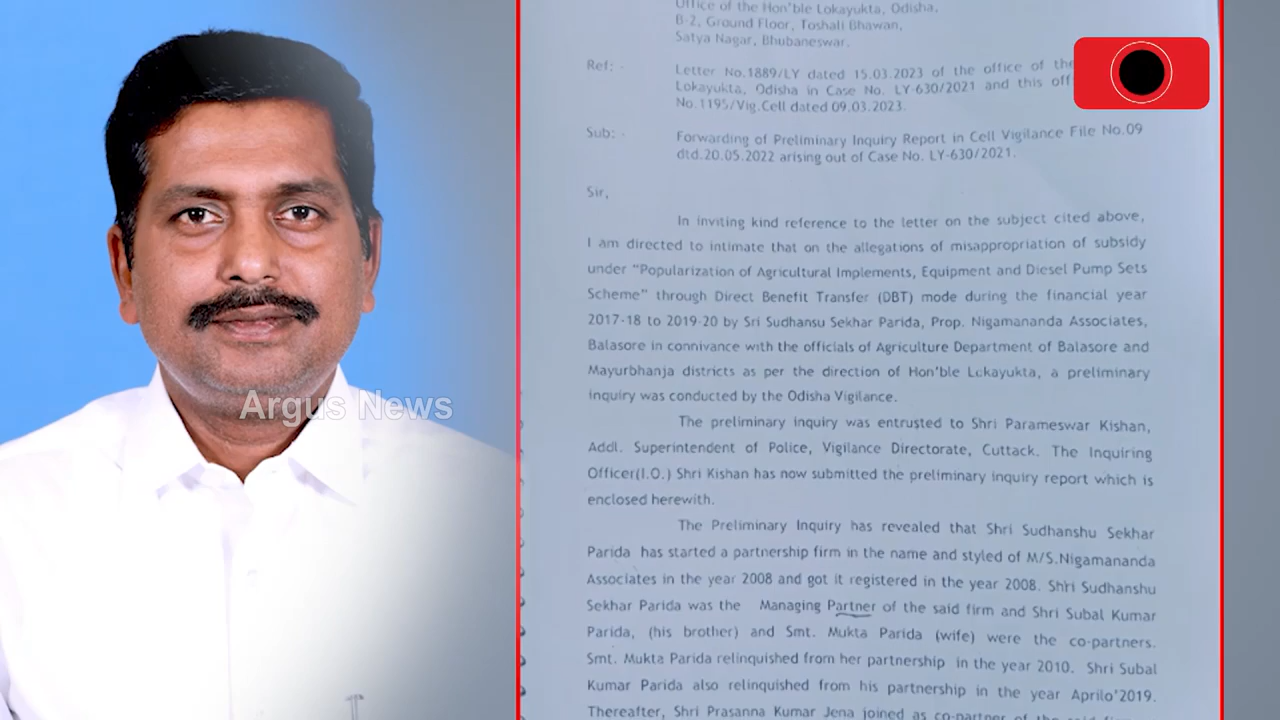 Office of the Hon'ble Lokayukta, Odisha,
B-2, Ground Floor, Toshali Bhawan,
Satya Nagar, Bhubaneswar.
Ref: - Letter No.1889/LY dated 15.03.2023 of the office of the
Lokayukta, Odisha in Case No. LY-630/2021 and this off
No.1195/Vig.Cell dated 09.03.2023.
Sub: - Forwarding of Preliminary Inquiry Report in Cell Vigilance File No.09
dtd.20.05.2022 arising out of Case No. LY-630/2021.
Sir,
In inviting kind reference to the letter on the subject cited above,
I am directed to intimate that on the allegations of misappropriation of subsidy
under "Popularization of Agricultural Implements, Equipment and Diesel Pump Sets
Scheme" through Direct Benefit Transfer (DBT) mode during the financial year
2017-18 to 2019-20 by Sri Sudhansu Sekhar Parida, Prop. Nigamananda Associates,
Balasore in connivance with the officials of Agriculture Department of Balasore and
Mayurbhanja districts as per the direction of Hon'ble Lokayukta, a preliminary
inquiry was conducted by the Odisha Vigilance.
The preliminary inquiry was entrusted to Shri Parameswar Kishan,
Addl. Superintendent of Police, Vigilance Directorate, Cuttack. The Inquiring
Officer(I.O.) Shri Kishan has now submitted the preliminary inquiry report which is
enclosed herewith.
The Preliminary Inquiry has revealed that Shri Sudhanshu Sekhar
Parida has started a partnership firm in the name and styled of M/S.Nigamananda
Associates in the year 2008 and got it registered in the year 2008. Shri Sudhanshu
Sekhar Parida was the Managing Partner of the said firm and Shri Subal Kumar
Parida, (his brother) and Smt. Mukta Parida (wife) were the co-partners.
Smt. Mukta Parida relinquished from her partnership in the year 2010. Shri Subal
Kumar Parida also relinquished from his partnership in the year Aprilo'2019.
Thereafter, Shri Prasanna Kumar Jena joined as co-partner of the said firm
Argus News